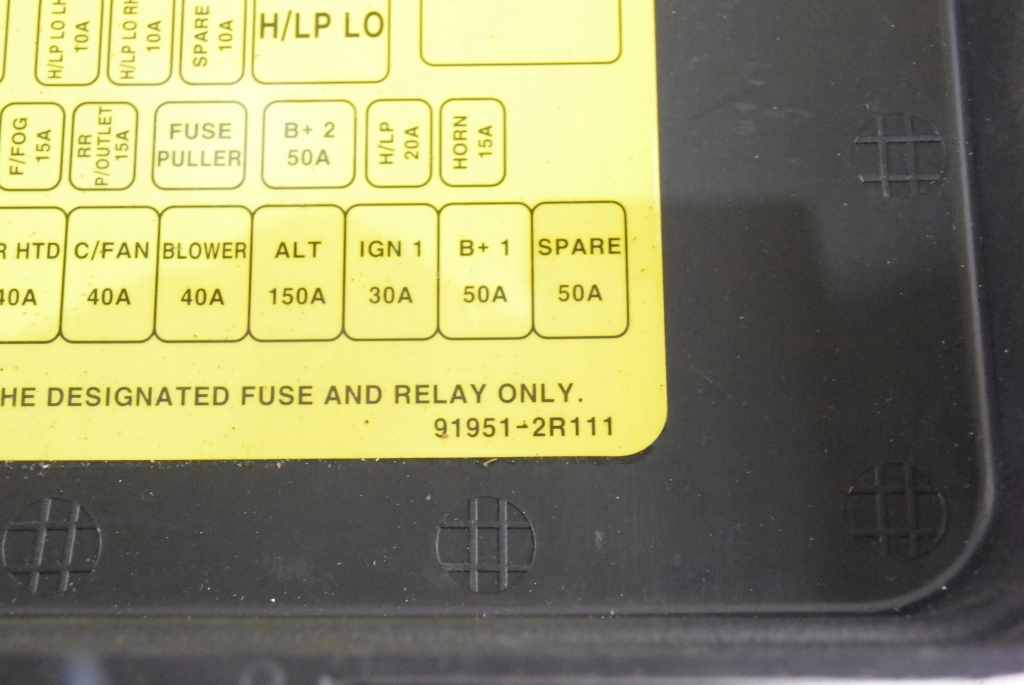 H/LP LO LH 10A
H/LP LO RH 10A
SPARE 10A
H/LP LO
F/FOG 15A
RR P/OUTLET 15A
FUSE PULLER
B+ 2 50A
H/LP 20A
HORN 15A
R HTD 40A
C/FAN 40A
BLOWER 40A
ALT 150A
IGN 1 30A
B+ 1 50A
SPARE 50A
HE DESIGNATED FUSE AND RELAY ONLY.
91951-2R111